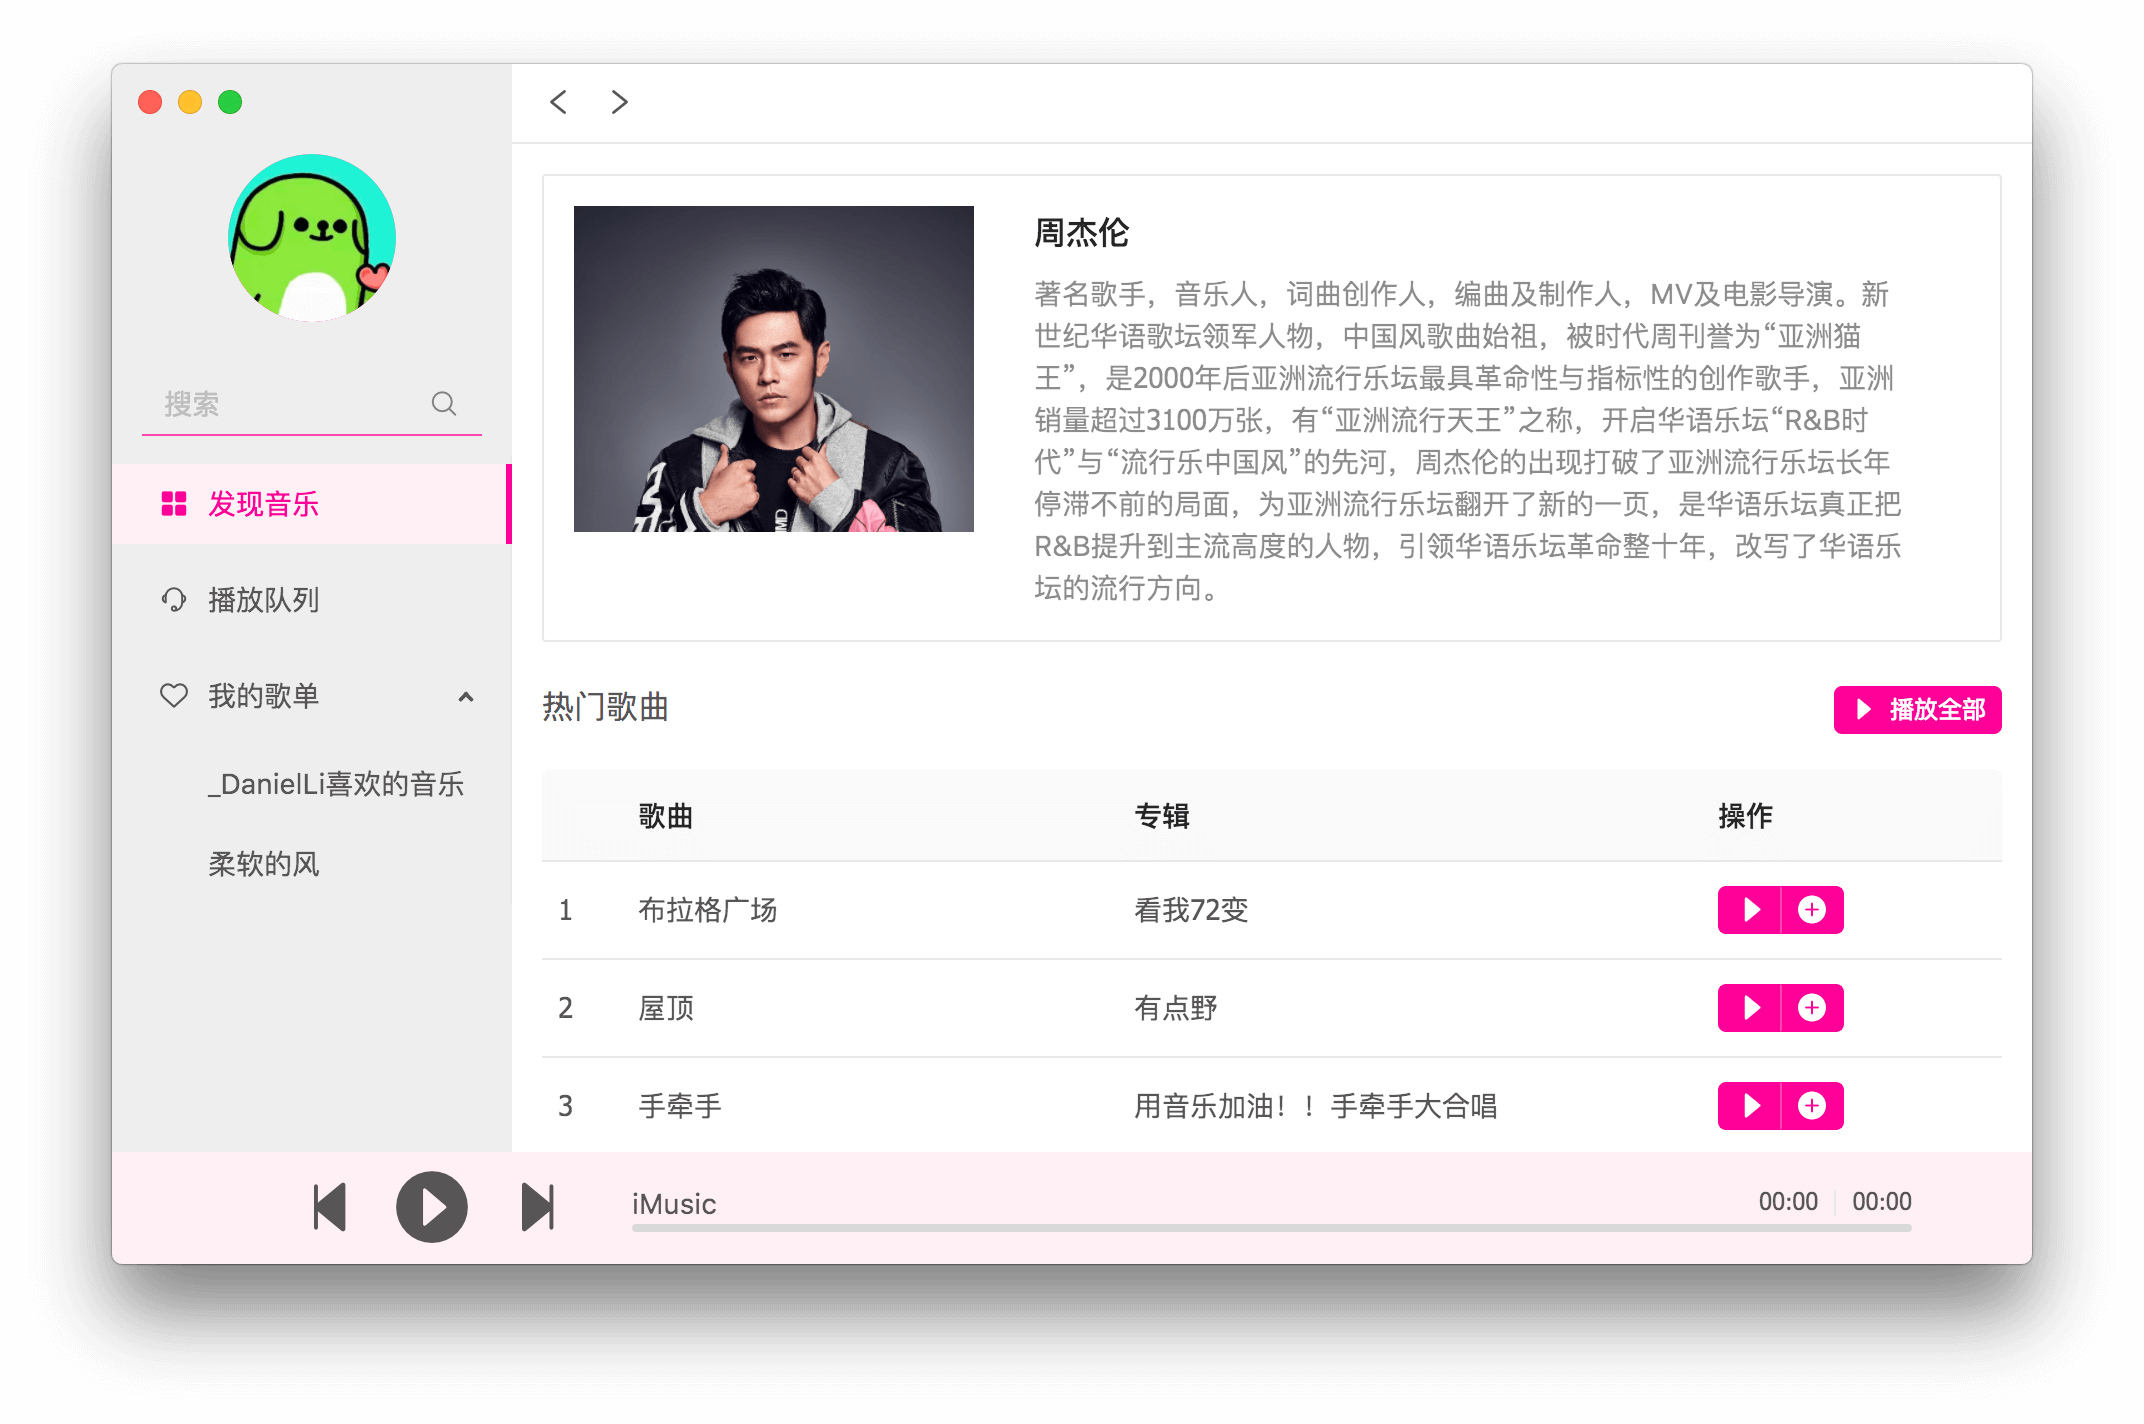 搜索
发现音乐
播放队列
我的歌单
_DanielLi喜欢的音乐
柔软的风
周杰伦
著名歌手，音乐人，词曲创作人，编曲及制作人，MV及电影导演。新
世纪华语歌坛领军人物，中国风歌曲始祖，被时代周刊誉为“亚洲猫
王”，是2000年后亚洲流行乐坛最具革命性与指标性的创作歌手，亚洲
销量超过3100万张，有“亚洲流行天王”之称，开启华语乐坛“R&B时
代”与“流行乐中国风”的先河，周杰伦的出现打破了亚洲流行乐坛长年
停滞不前的局面，为亚洲流行乐坛翻开了新的一页，是华语乐坛真正把
R&B提升到主流高度的人物，引领华语乐坛革命整十年，改写了华语乐
坛的流行方向。
热门歌曲 播放全部
歌曲 专辑 操作
1 布拉格广场 看我72变
2 屋顶 有点野
3 手牵手 用音乐加油！！手牵手大合唱
iMusic 00:00 00:00